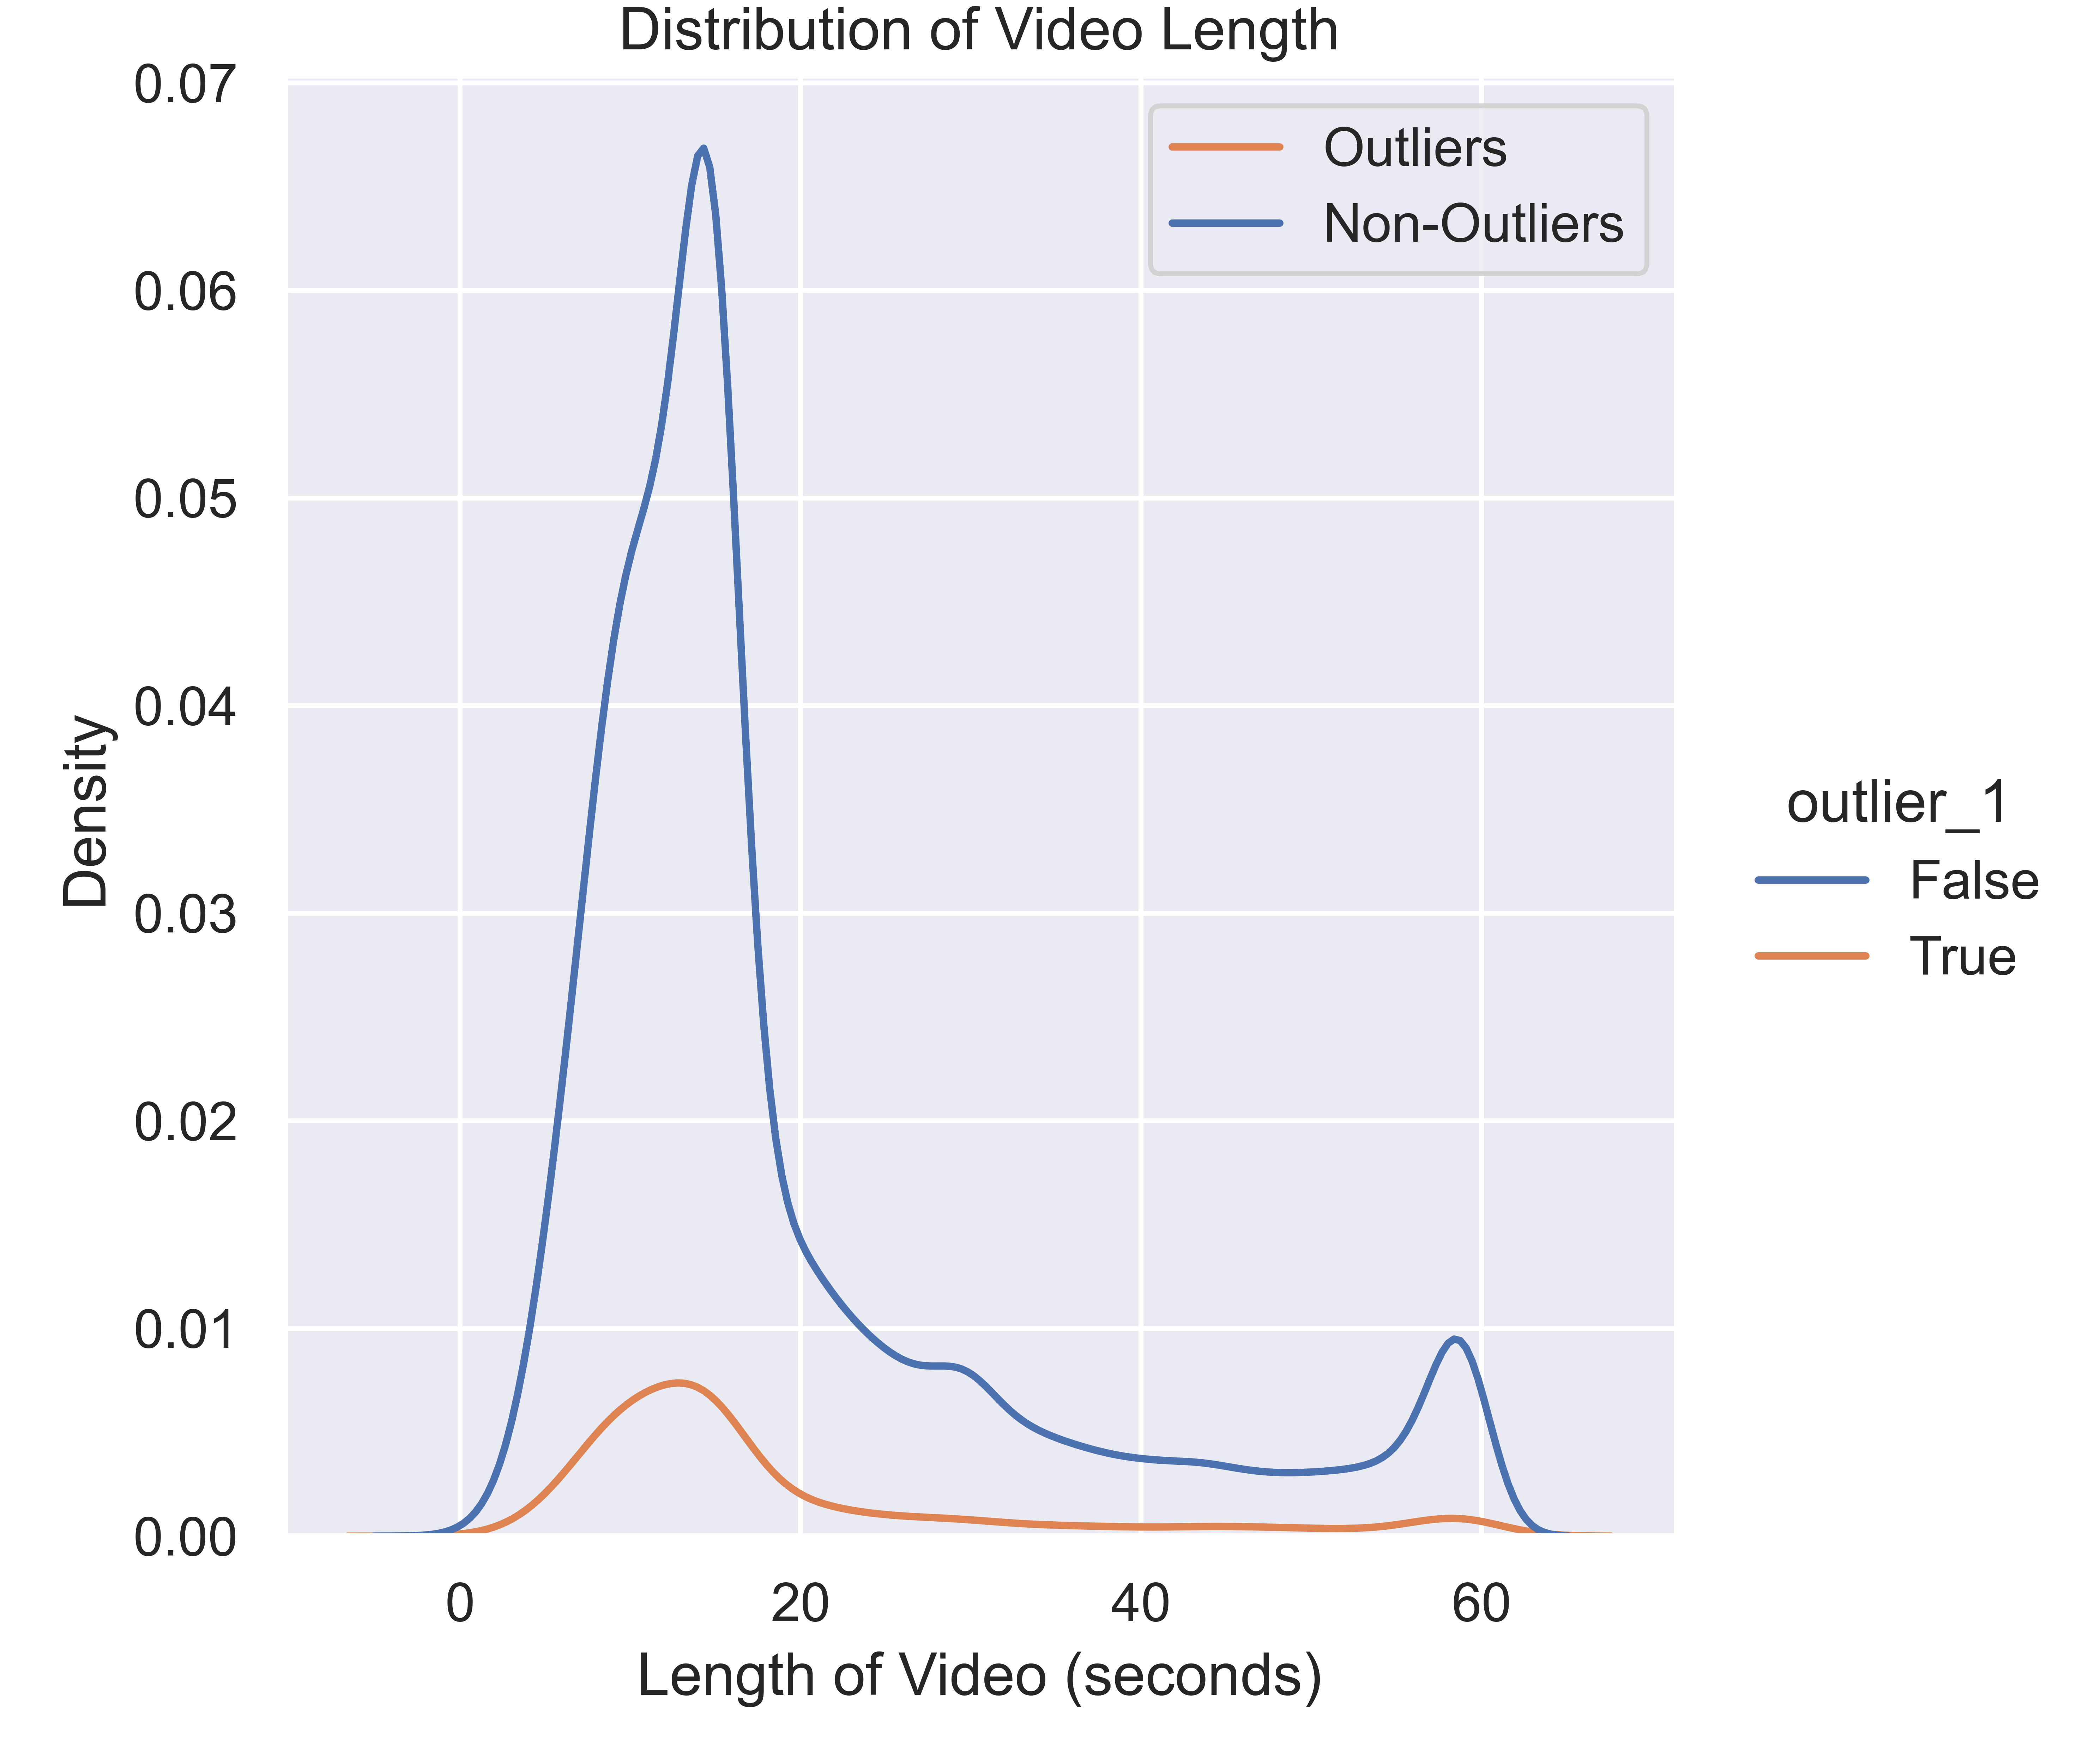 Distribution of Video Length
0.07
0.06
0.05
0.04
0.03
0.02
0.01
0.00
Density
Outliers
Non-Outliers
outlier_1
False
True
0 20 40 60
Length of Video (seconds)